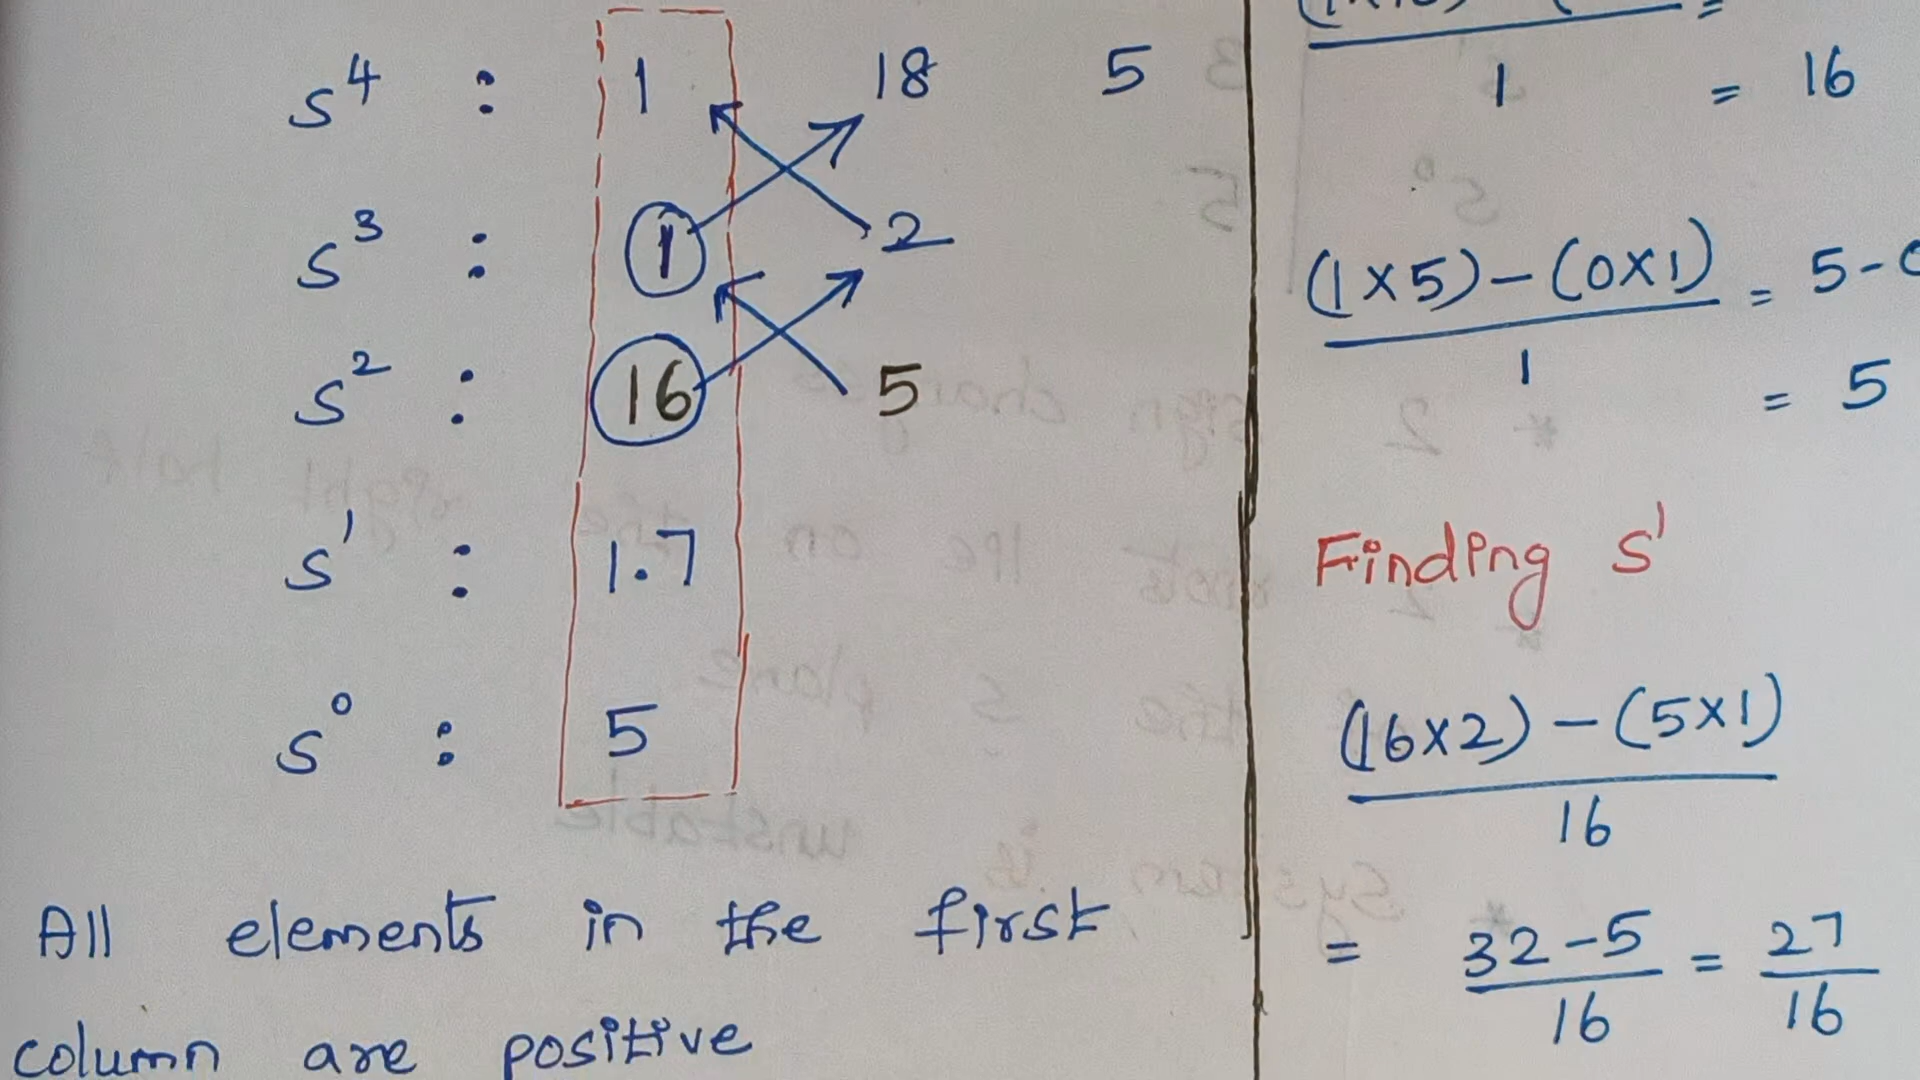 s⁴ : 1 18 5
s³ : 1 2
s² : 16 5
s¹ : 1.7
s⁰ : 5
All elements in the first
column are positive
1 = 16
(1×5)-(0×1) = 5-
1 = 5
Finding s¹
(16×2)-(5×1)
16
= 32-5 = 27
16 16